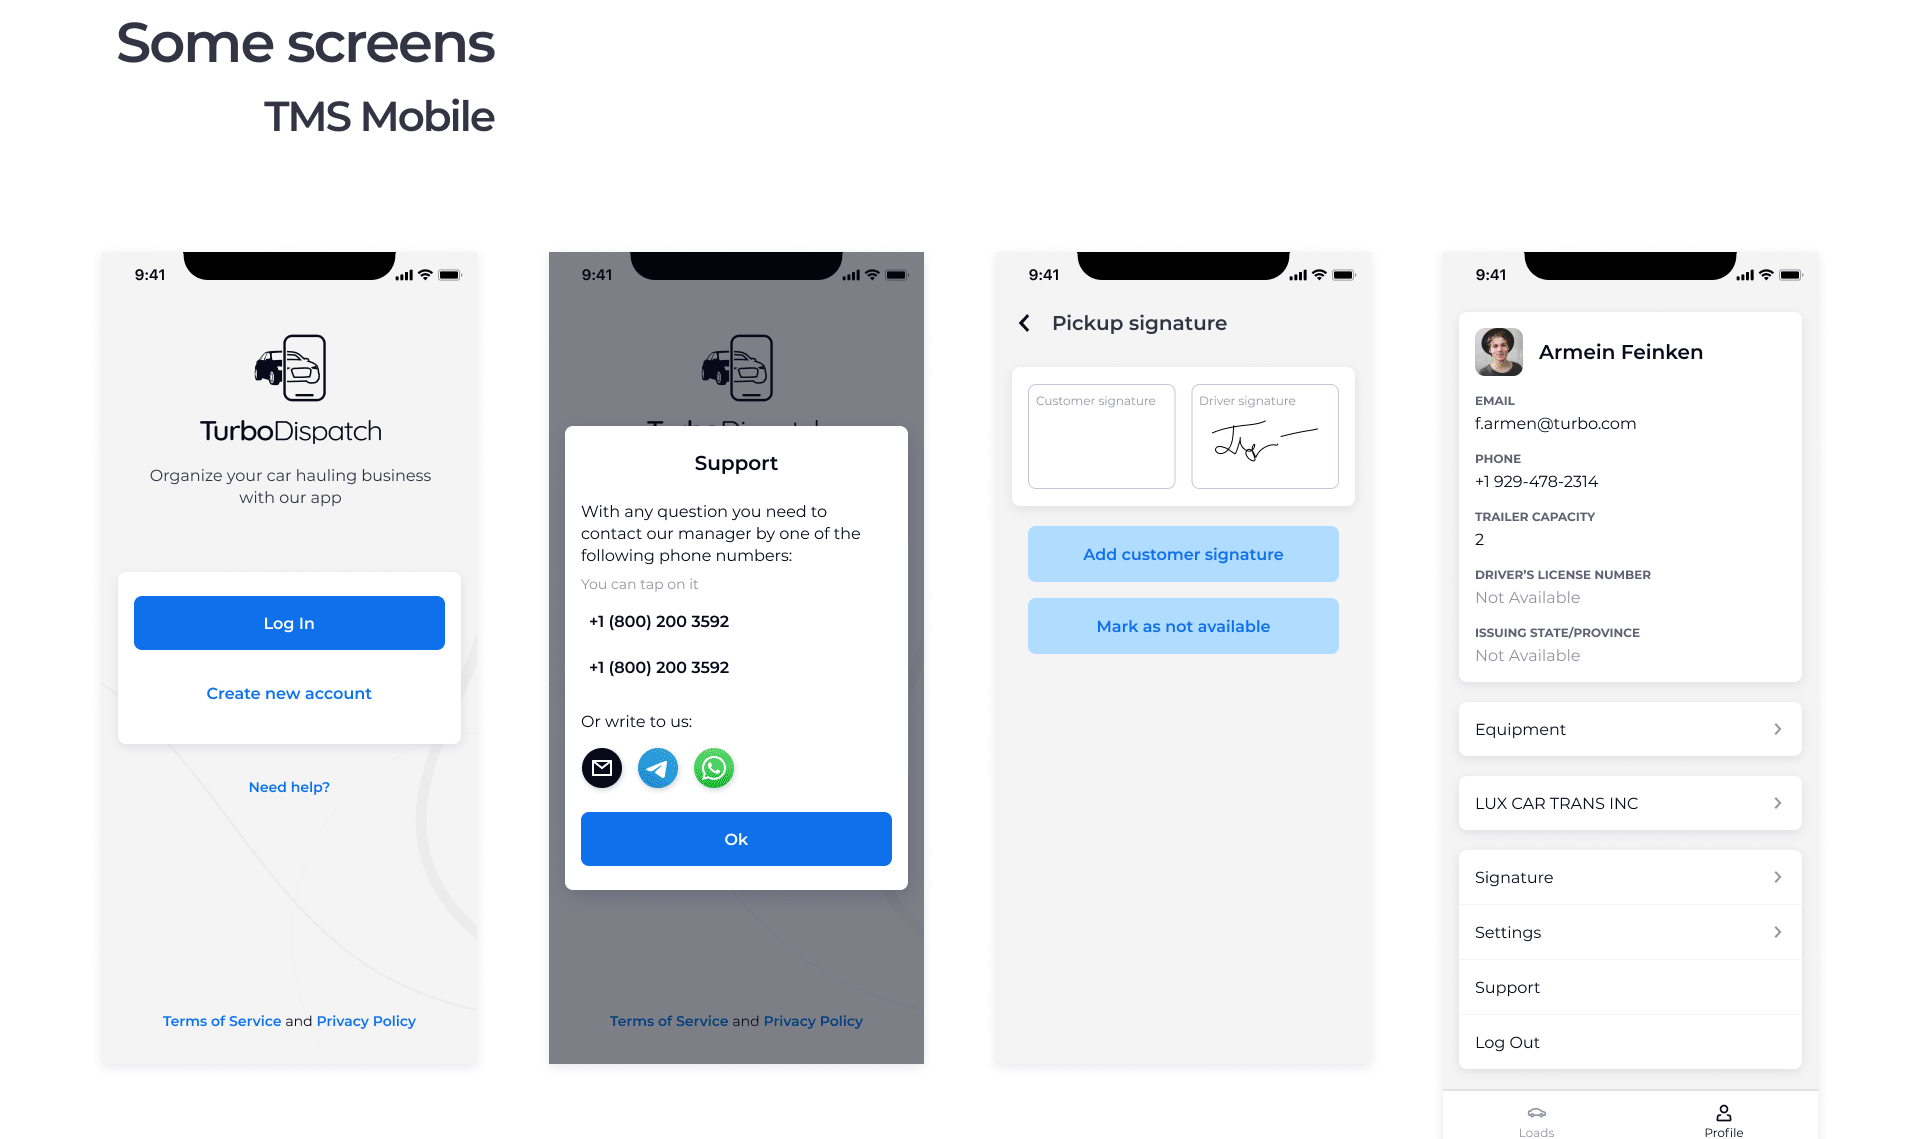 Some screens
TMS Mobile
9:41
TurboDispatch
Organize your car hauling business
with our app
Log In
Create new account
Need help?
Terms of Service and Privacy Policy
9:41
Support
With any question you need to
contact our manager by one of the
following phone numbers:
You can tap on it
+1 (800) 200 3592
+1 (800) 200 3592
Or write to us:
Ok
Terms of Service and Privacy Policy
9:41
Pickup signature
Customer signature
Driver signature
Add customer signature
Mark as not available
9:41
Armein Feinken
EMAIL
f.armen@turbo.com
PHONE
+1 929-478-2314
TRAILER CAPACITY
2
DRIVER’S LICENSE NUMBER
Not Available
ISSUING STATE/PROVINCE
Not Available
Equipment
LUX CAR TRANS INC
Signature
Settings
Support
Log Out
Loads
Profile